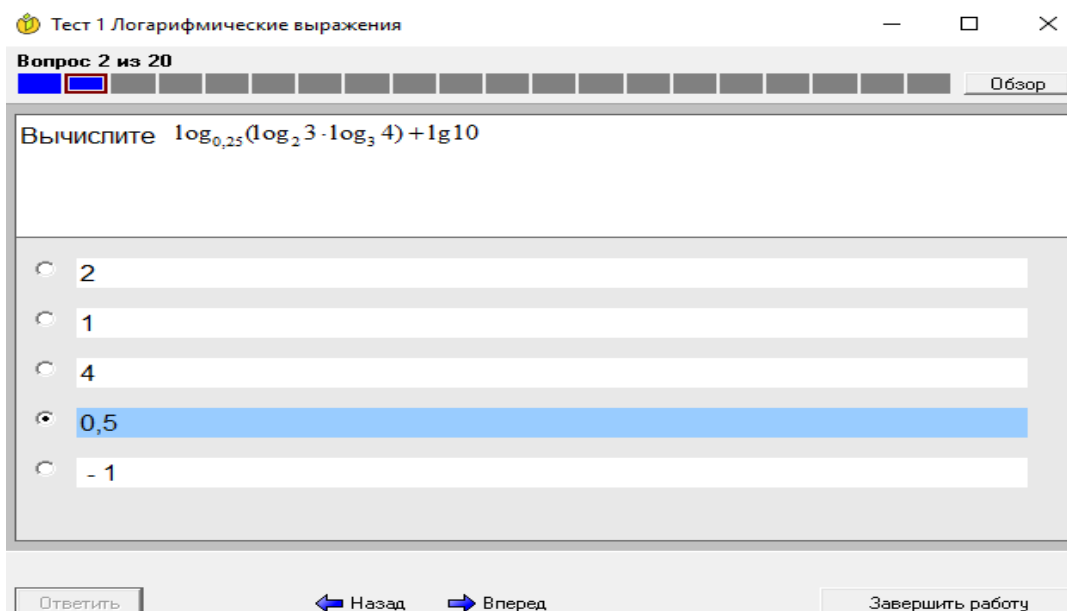 Тест 1 Логарифмические выражения
Вопрос 2 из 20
Обзор
Вычислите log₀,₂₅(log₂ 3 · log₃ 4) + lg10
2
1
4
0,5
- 1
Ответить Назад Вперед Завершить работу